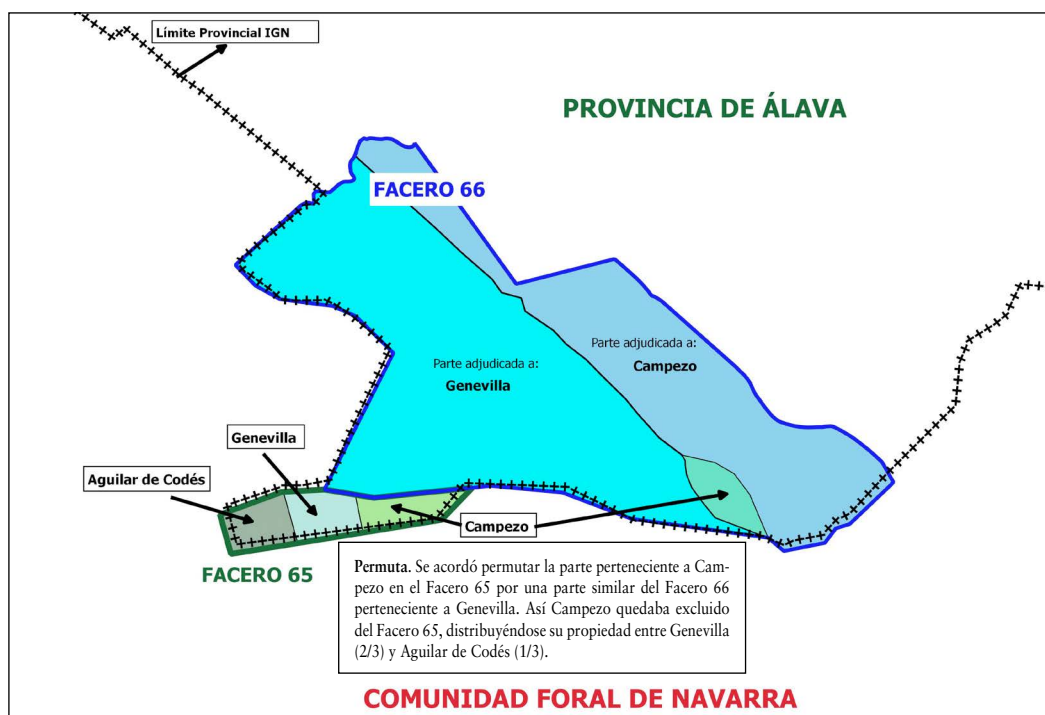 Límite Provincial IGN
PROVINCIA DE ÁLAVA
FACERO 66
Parte adjudicada a:
Campezo
Parte adjudicada a:
Genevilla
Genevilla
Aguilar de Codés
Campezo
FACERO 65
Permuta. Se acordó permutar la parte perteneciente a Cam-
pezo en el Facero 65 por una parte similar del Facero 66
perteneciente a Genevilla. Así Campezo quedaba excluido
del Facero 65, distribuyéndose su propiedad entre Genevilla
(2/3) y Aguilar de Codés (1/3).
COMUNIDAD FORAL DE NAVARRA